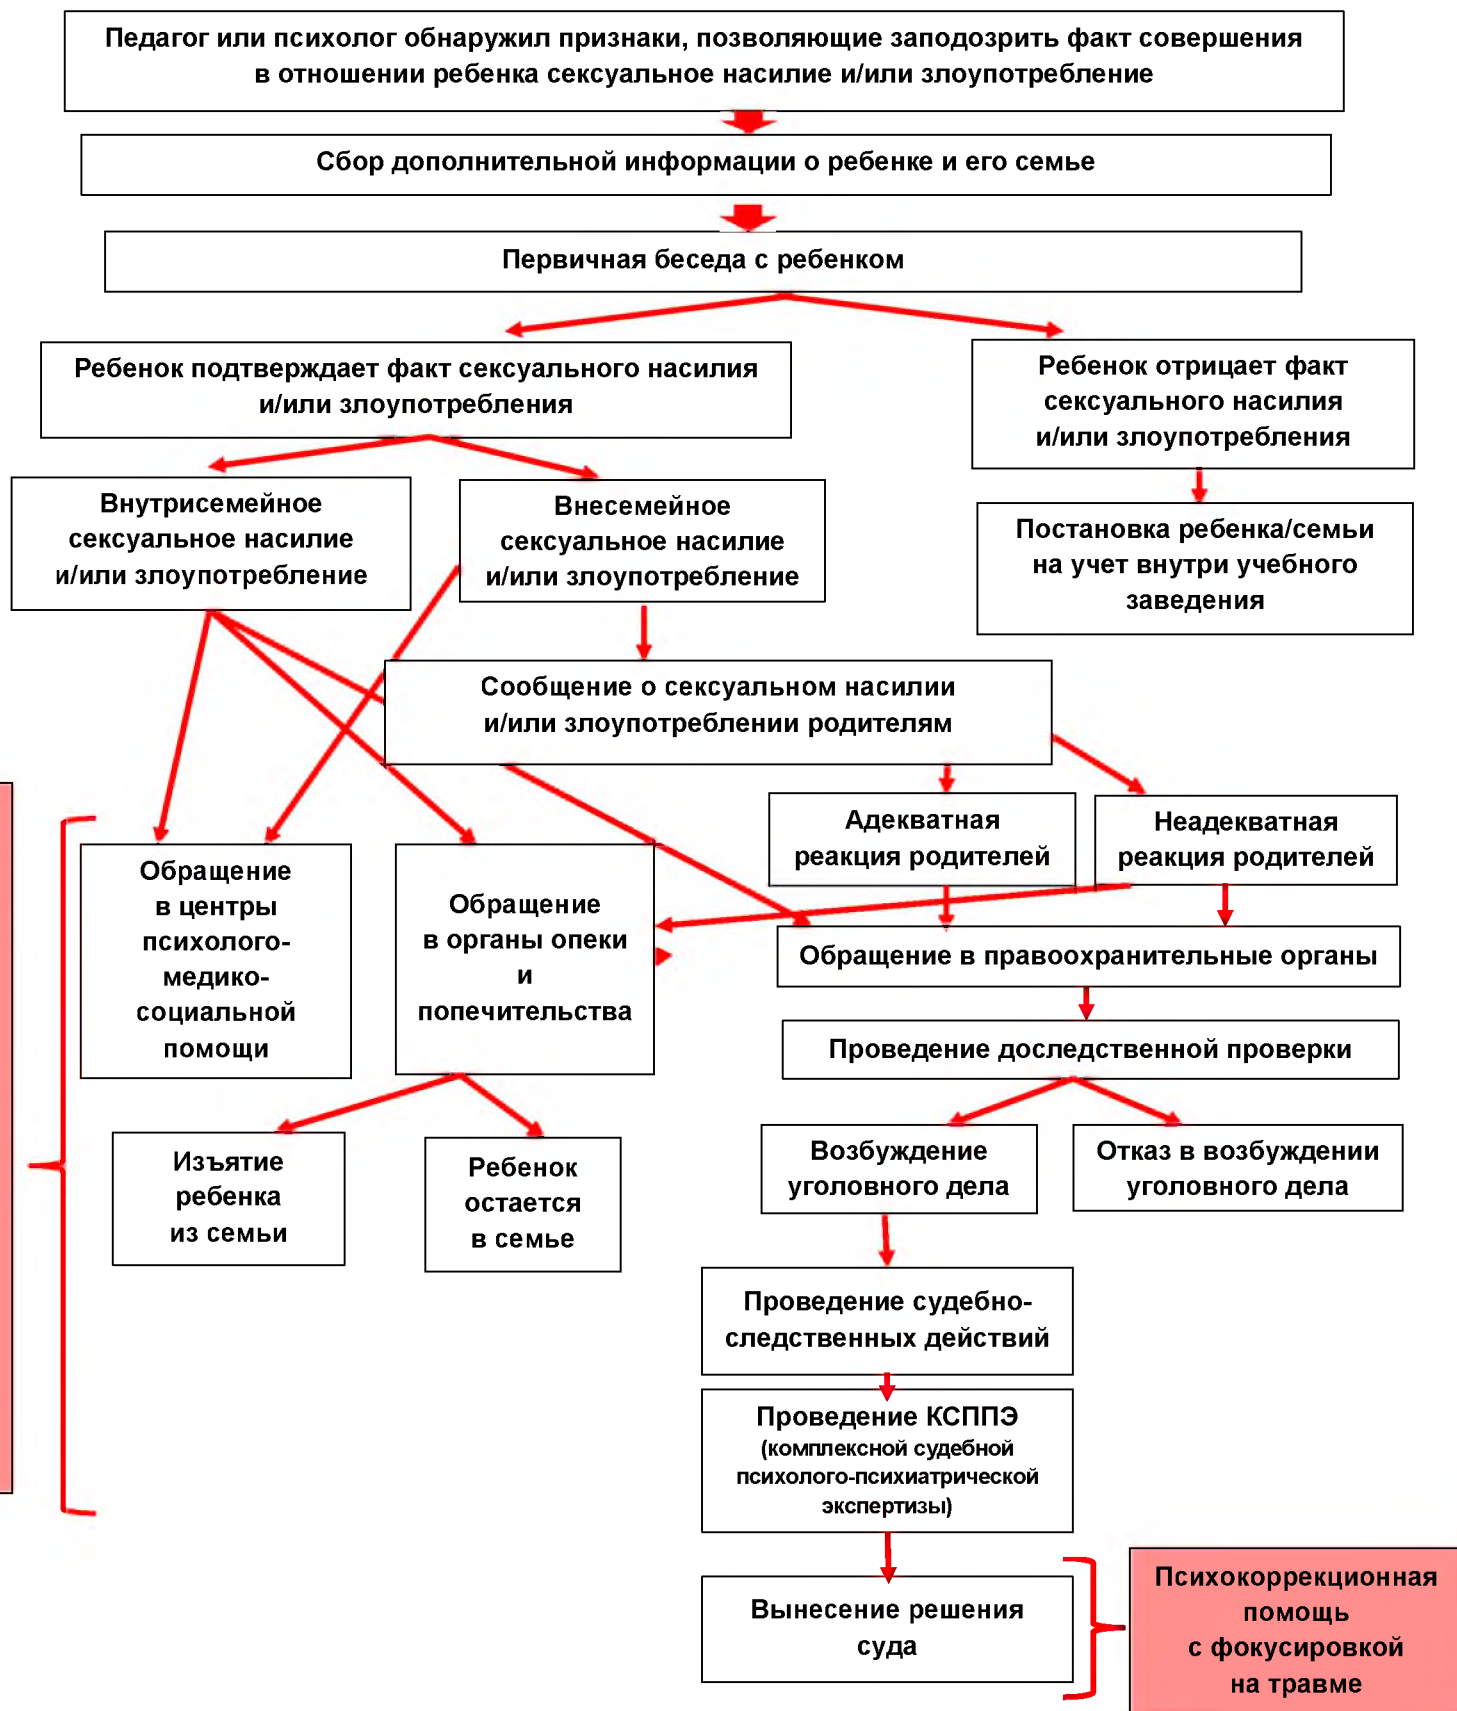 Педагог или психолог обнаружил признаки, позволяющие заподозрить факт совершения
в отношении ребенка сексуальное насилие и/или злоупотребление
Сбор дополнительной информации о ребенке и его семье
Первичная беседа с ребенком
Ребенок подтверждает факт сексуального насилия
и/или злоупотребления
Ребенок отрицает факт
сексуального насилия
и/или злоупотребления
Внутрисемейное
сексуальное насилие
и/или злоупотребление
Внесемейное
сексуальное насилие
и/или злоупотребление
Постановка ребенка/семьи
на учет внутри учебного
заведения
Сообщение о сексуальном насилии
и/или злоупотреблении родителям
Адекватная
реакция родителей
Неадекватная
реакция родителей
Обращение
в центры
психолого-
медико-
социальной
помощи
Обращение
в органы опеки
и
попечительства
Обращение в правоохранительные органы
Проведение доследственной проверки
Изъятие
ребенка
из семьи
Ребенок
остается
в семье
Возбуждение
уголовного дела
Отказ в возбуждении
уголовного дела
Проведение судебно-
следственных действий
Проведение КСППЭ
(комплексной судебной
психолого-психиатрической
экспертизы)
Вынесение решения
суда
Психокоррекционная
помощь
с фокусировкой
на травме